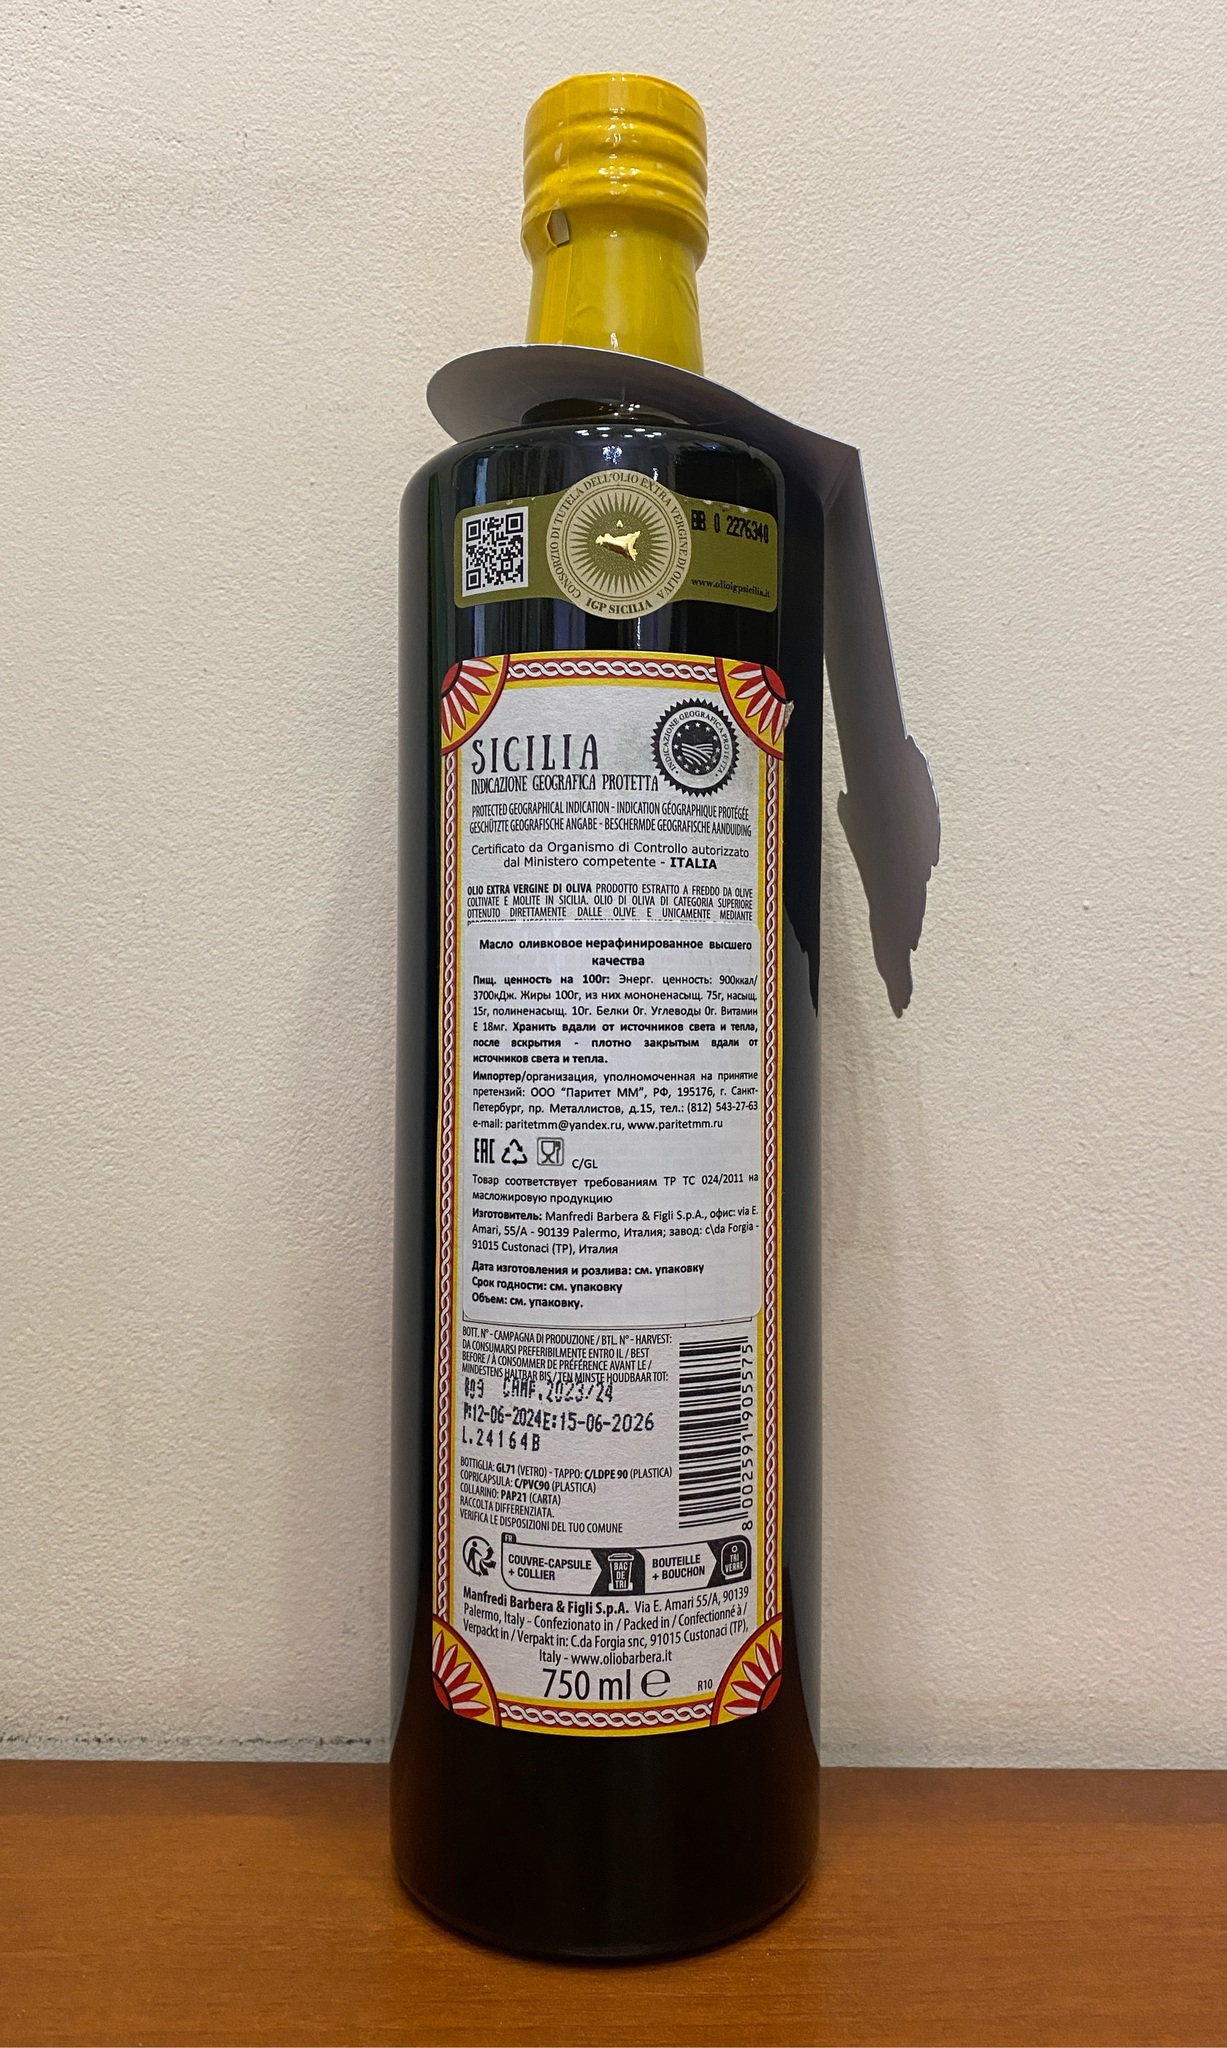 CONSORZIO DI TUTELA DELL'OLIO EXTRA VERGINE DI OLIVA
IGP SICILIA
BB 0 2276340
www.olioigpsicilia.it
SICILIA
INDICAZIONE GEOGRAFICA PROTETTA
INDICAZIONE GEOGRAFICA PROTETTA
PROTECTED GEOGRAPHICAL INDICATION - INDICATION GÉOGRAPHIQUE PROTÉGÉE
GESCHÜTZTE GEOGRAFISCHE ANGABE - BESCHERMDE GEOGRAFISCHE AANDUIDING
Certificato da Organismo di Controllo autorizzato
dal Ministero competente - ITALIA
OLIO EXTRA VERGINE DI OLIVA PRODOTTO ESTRATTO A FREDDO DA OLIVE
COLTIVATE E MOLITE IN SICILIA. OLIO DI OLIVA DI CATEGORIA SUPERIORE
OTTENUTO DIRETTAMENTE DALLE OLIVE E UNICAMENTE MEDIANTE
Масло оливковое нерафинированное высшего
качества
Пищ. ценность на 100г: Энерг. ценность: 900ккал/
3700кДж. Жиры 100г, из них мононенасыщ. 75г, насыщ.
15г, полиненасыщ. 10г. Белки 0г. Углеводы 0г. Витамин
Е 18мг. Хранить вдали от источников света и тепла,
после вскрытия - плотно закрытым вдали от
источников света и тепла.
Импортер/организация, уполномоченная на принятие
претензий: ООО "Паритет ММ", РФ, 195176, г. Санкт-
Петербург, пр. Металлистов, д.15, тел.: (812) 543-27-63
e-mail: paritetmm@yandex.ru, www.paritetmm.ru
EAC C/GL
Товар соответствует требованиям ТР ТС 024/2011 на
масложировую продукцию
Изготовитель: Manfredi Barbera & Figli S.p.A., офис: via E.
Amari, 55/A - 90139 Palermo, Италия; завод: c\da Forgia -
91015 Custonaci (TP), Италия
Дата изготовления и розлива: см. упаковку
Срок годности: см. упаковку
Объем: см. упаковку.
BOTT. N° - CAMPAGNA DI PRODUZIONE / BTL. N° - HARVEST:
DA CONSUMARSI PREFERIBILMENTE ENTRO IL / BEST
BEFORE / À CONSOMMER DE PRÉFÉRENCE AVANT LE /
MINDESTENS HALTBAR BIS / TEN MINSTE HOUDBAAR TOT:
CAMP.2023/24
P:12-06-2024E:15-06-2026
L.24164B
8 002591 905575
BOTTIGLIA: GL71 (VETRO) - TAPPO: C/LDPE 90 (PLASTICA)
COPRICAPSULA: C/PVC90 (PLASTICA)
COLLARINO: PAP21 (CARTA)
RACCOLTA DIFFERENZIATA.
VERIFICA LE DISPOSIZIONI DEL TUO COMUNE
FR
COUVRE-CAPSULE
+ COLLIER
BAC
DE
TRI
BOUTEILLE
+ BOUCHON
TRI
VERRE
Manfredi Barbera & Figli S.p.A. Via E. Amari 55/A, 90139
Palermo, Italy - Confezionato in / Packed in / Confectionné à /
Verpackt in / Verpakt in: C.da Forgia snc, 91015 Custonaci (TP),
Italy - www.oliobarbera.it
750 ml e
R10